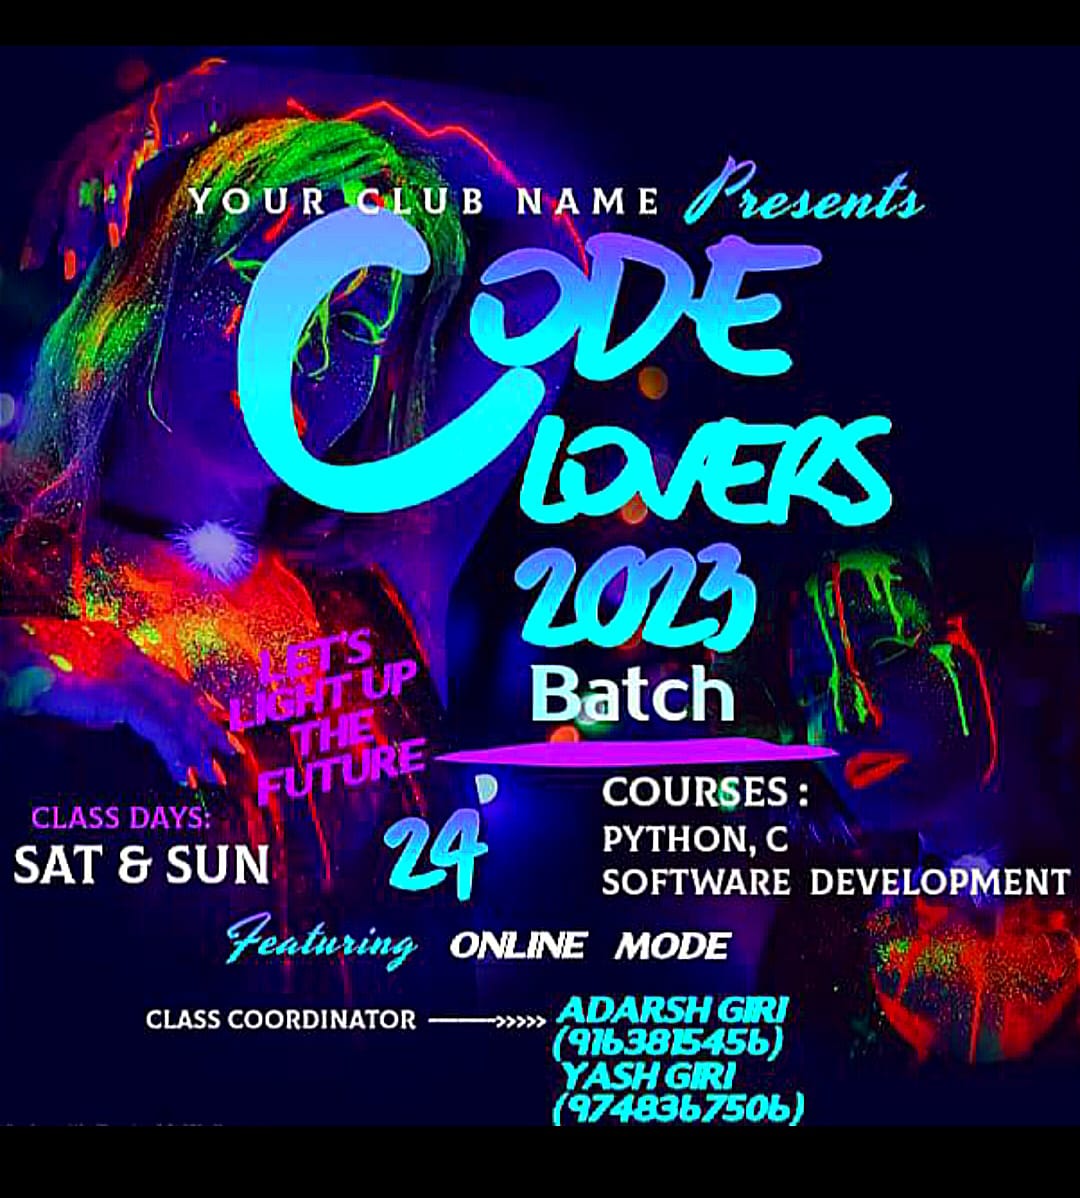 YOUR CLUB NAME Presents
CODE
LOVERS
2023
Batch
LET'S
LIGHT UP
THE
FUTURE
CLASS DAYS:
SAT & SUN
24'
COURSES :
PYTHON, C
SOFTWARE DEVELOPMENT
Featuring ONLINE MODE
CLASS COORDINATOR ———>>>>> ADARSH GIRI
(9163815456)
YASH GIRI
(9748367506)